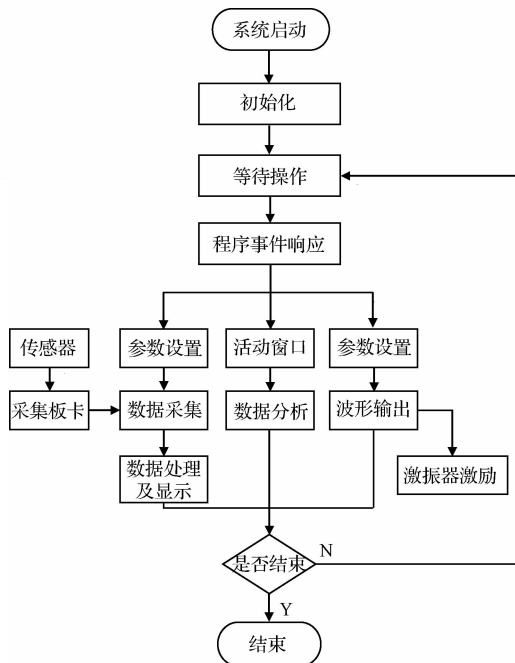 系统启动
初始化
等待操作
程序事件响应
传感器
参数设置
活动窗口
参数设置
采集板卡
数据采集
数据分析
波形输出
数据处理
及显示
激振器激励
是否结束
N
Y
结束